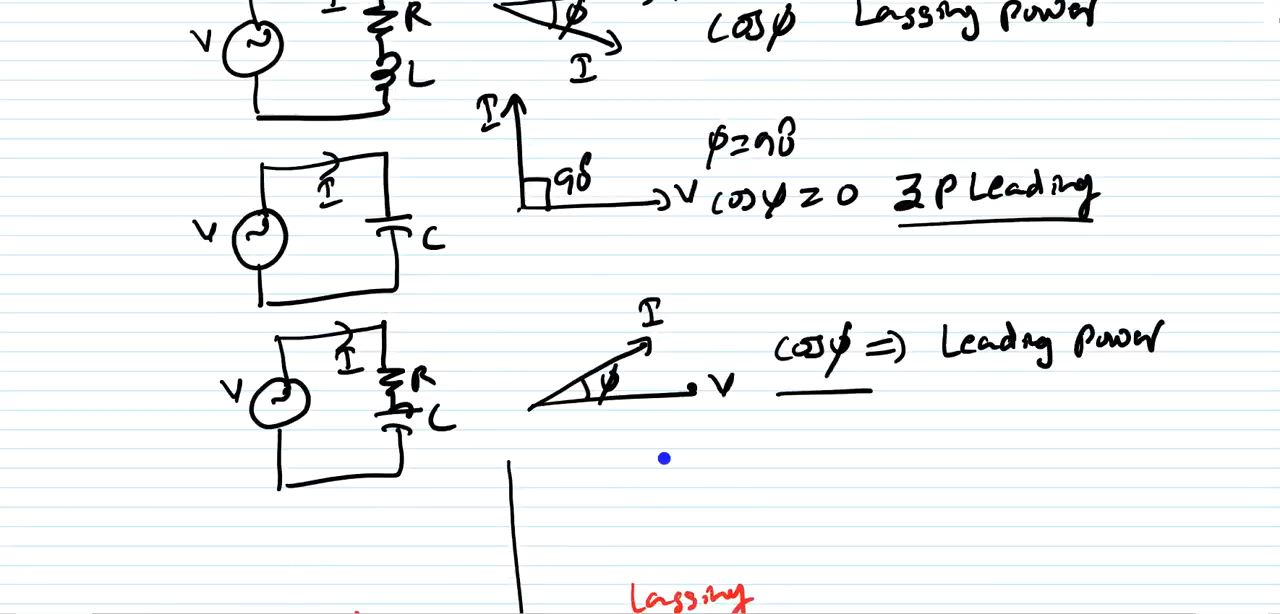 I R φ cosφ Lagging power
V L I
I φ=90°
90° V cosφ = 0 ZP Leading
I
V C
I cosφ => Leading power
I R φ V
V C
Lagging